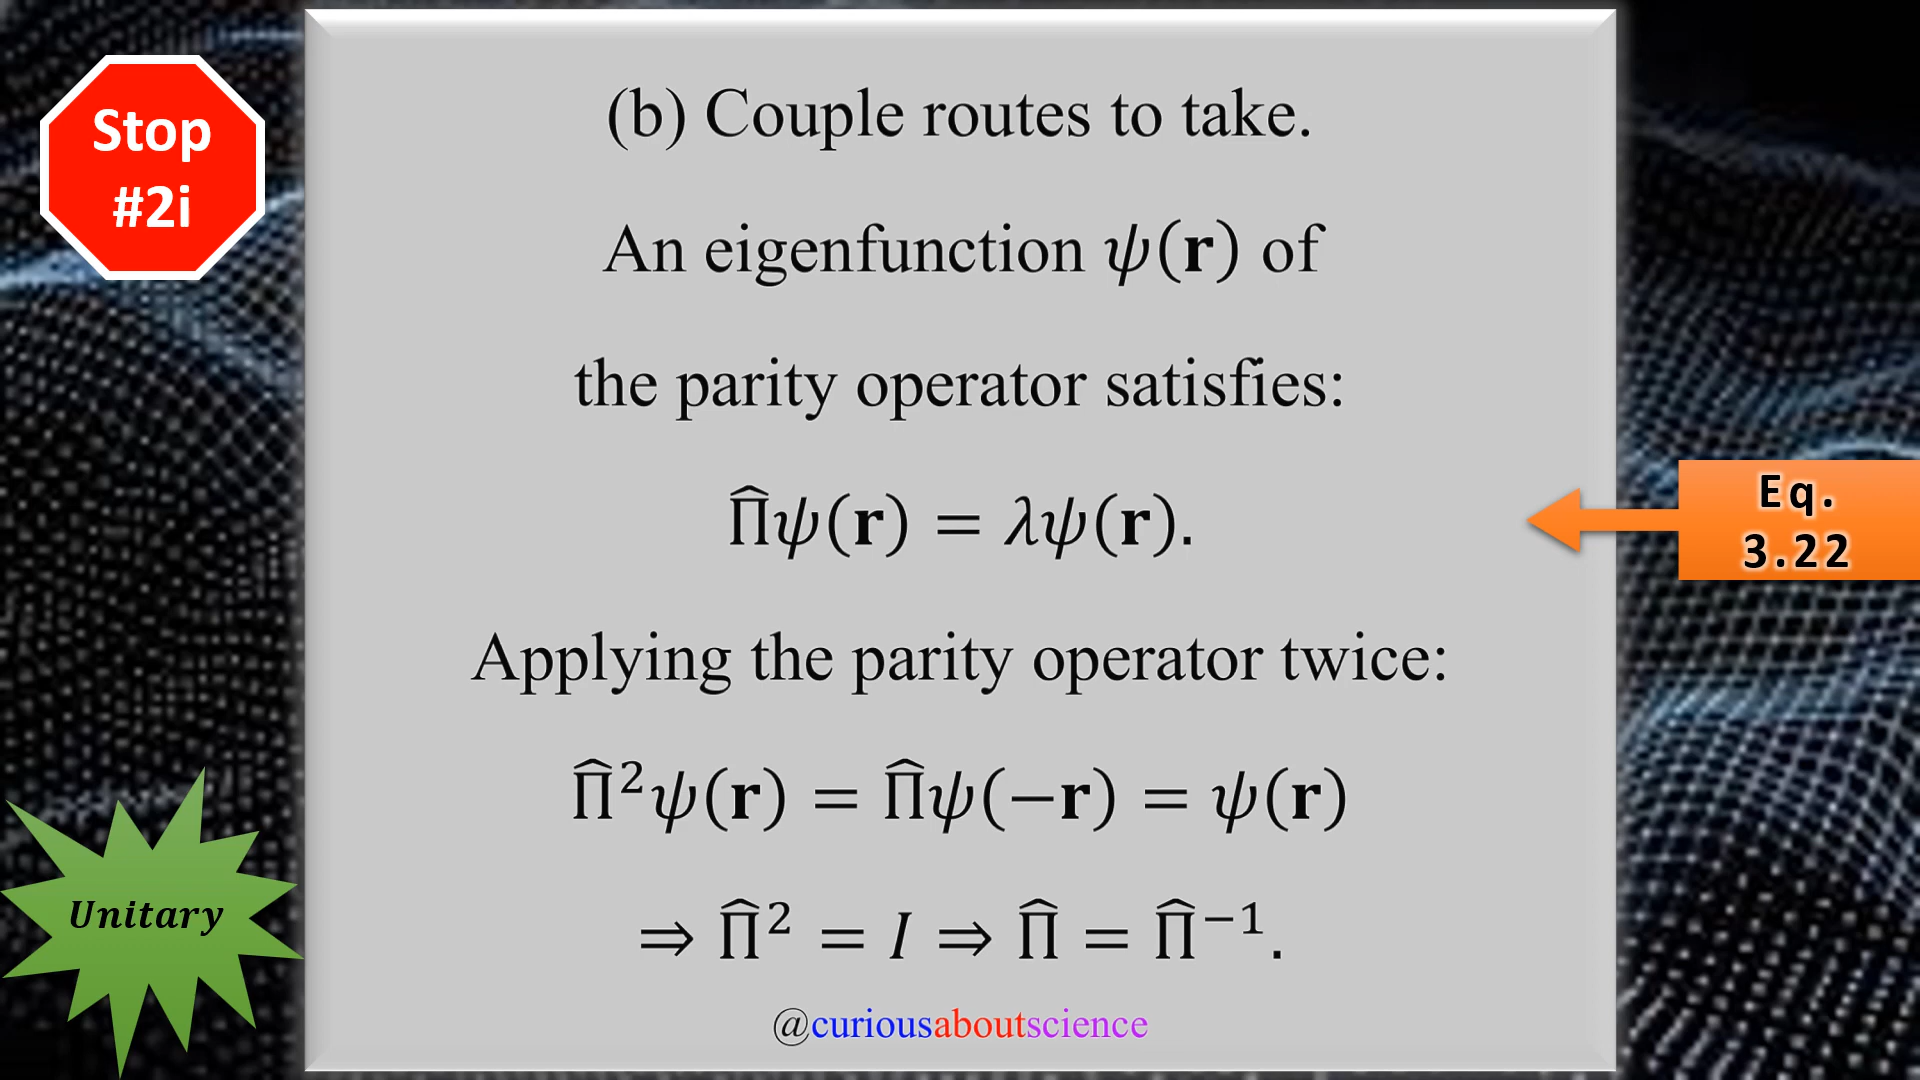 Stop
#2i
(b) Couple routes to take.
An eigenfunction ψ(𝐫) of
the parity operator satisfies:
Π̂ψ(𝐫) = λψ(𝐫).
Eq.
3.22
Applying the parity operator twice:
Π̂²ψ(𝐫) = Π̂ψ(−𝐫) = ψ(𝐫)
Unitary
⇒ Π̂² = I ⇒ Π̂ = Π̂⁻¹.
@curiousaboutscience